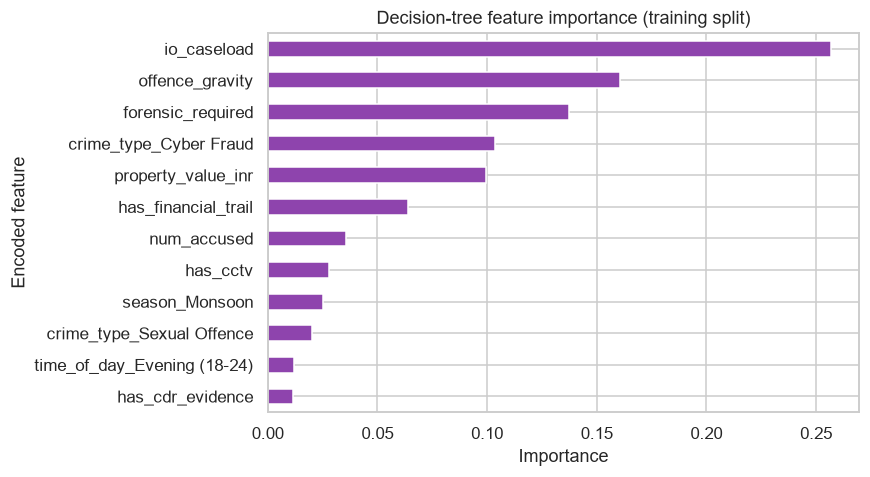 Decision-tree feature importance (training split)
io_caseload
offence_gravity
forensic_required
crime_type_Cyber Fraud
property_value_inr
has_financial_trail
num_accused
has_cctv
season_Monsoon
crime_type_Sexual Offence
time_of_day_Evening (18-24)
has_cdr_evidence
Encoded feature
0.00 0.05 0.10 0.15 0.20 0.25
Importance